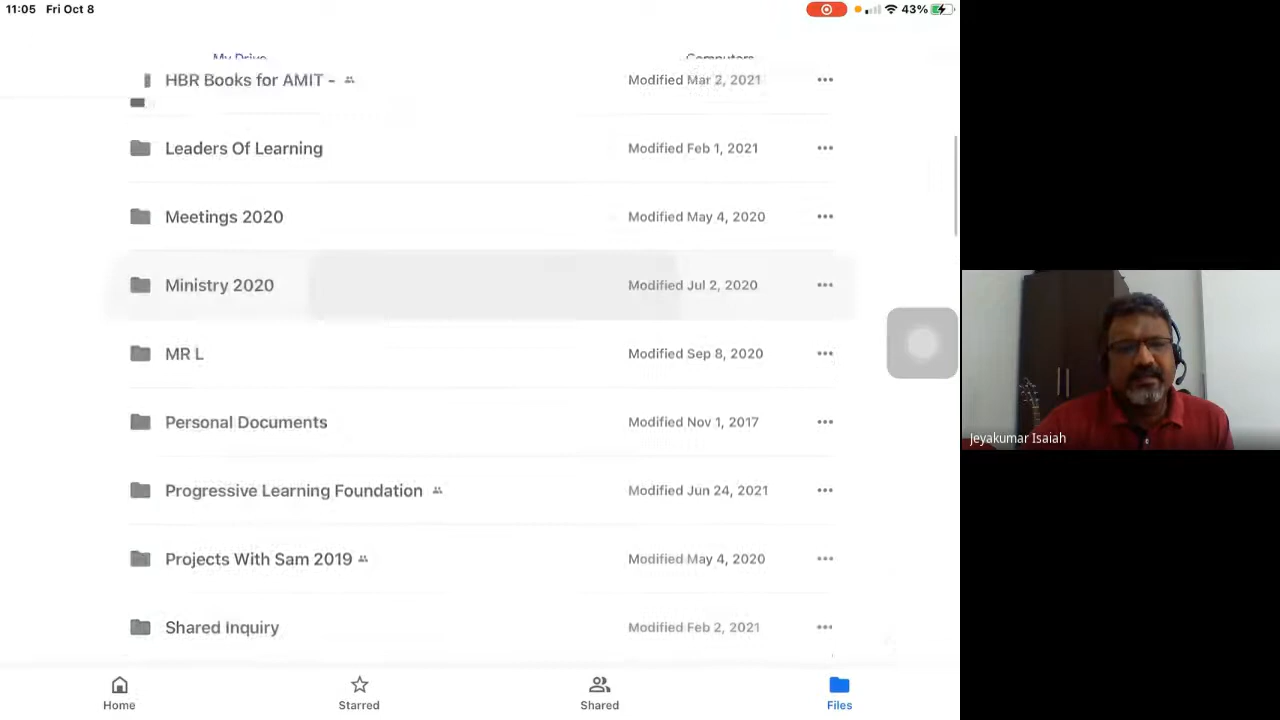 11:05 Fri Oct 8 43%
My Drive Computers
HBR Books for AMIT - Modified Mar 2, 2021
Leaders Of Learning Modified Feb 1, 2021
Meetings 2020 Modified May 4, 2020
Ministry 2020 Modified Jul 2, 2020
MR L Modified Sep 8, 2020
Personal Documents Modified Nov 1, 2017
Progressive Learning Foundation Modified Jun 24, 2021
Projects With Sam 2019 Modified May 4, 2020
Shared Inquiry Modified Feb 2, 2021
Home Starred Shared Files
Jeyakumar Isaiah